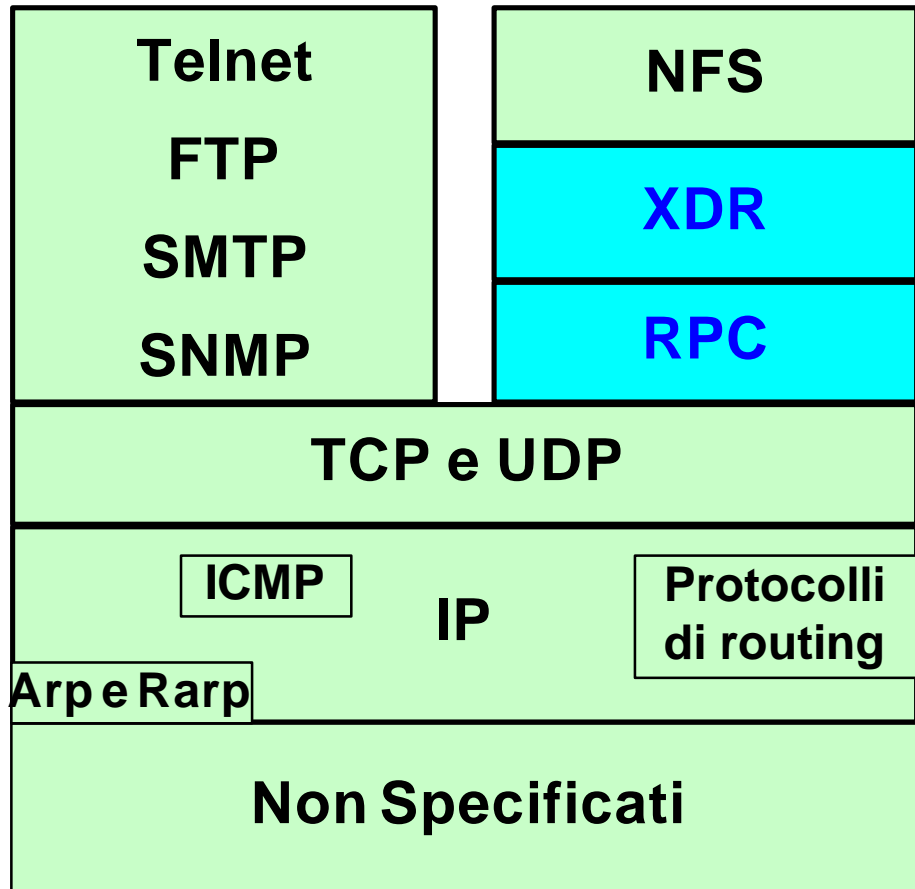 Telnet
FTP
SMTP
SNMP
NFS
XDR
RPC
TCP e UDP
ICMP
IP
Protocolli
di routing
Arp e Rarp
Non Specificati